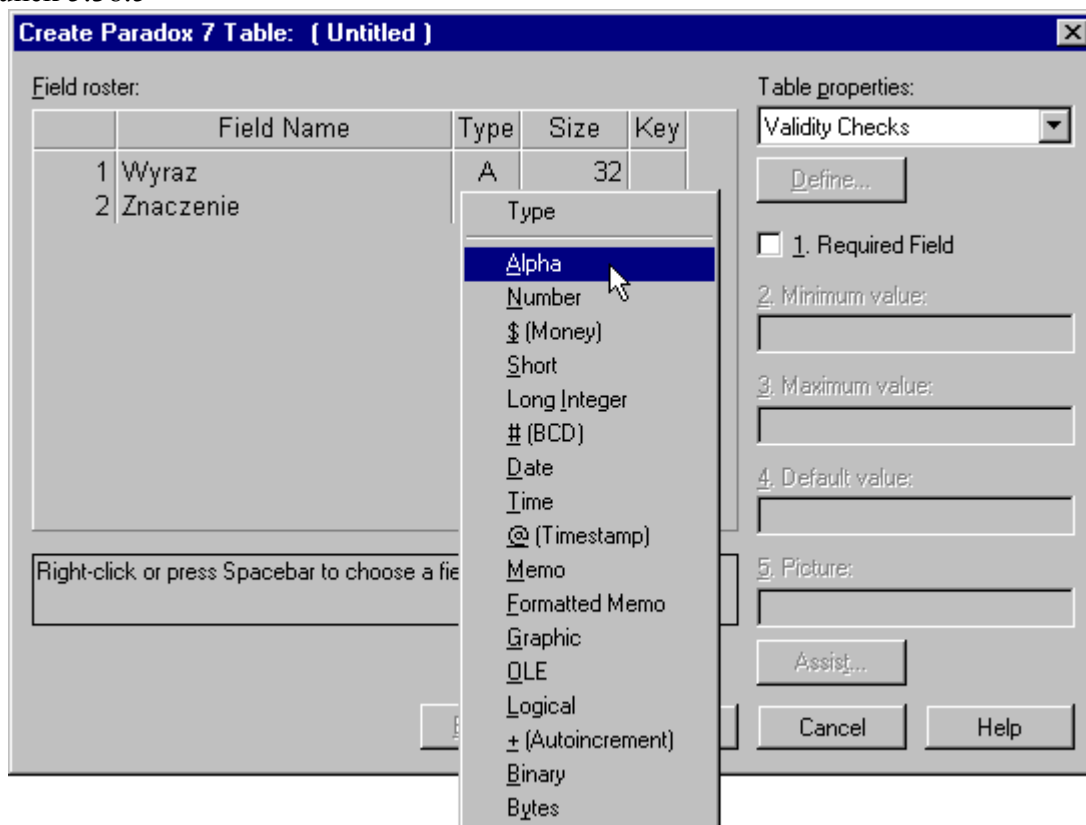 Create Paradox 7 Table: ( Untitled )
Field roster:
Field Name Type Size Key
1 Wyraz A 32
2 Znaczenie
Type
Alpha
Number
$ (Money)
Short
Long Integer
# (BCD)
Date
Time
@ (Timestamp)
Memo
Formatted Memo
Graphic
OLE
Logical
+ (Autoincrement)
Binary
Bytes
Right-click or press Spacebar to choose a
Table properties:
Validity Checks
Define...
1. Required Field
2. Minimum value:
3. Maximum value:
4. Default value:
5. Picture:
Assist...
Cancel Help